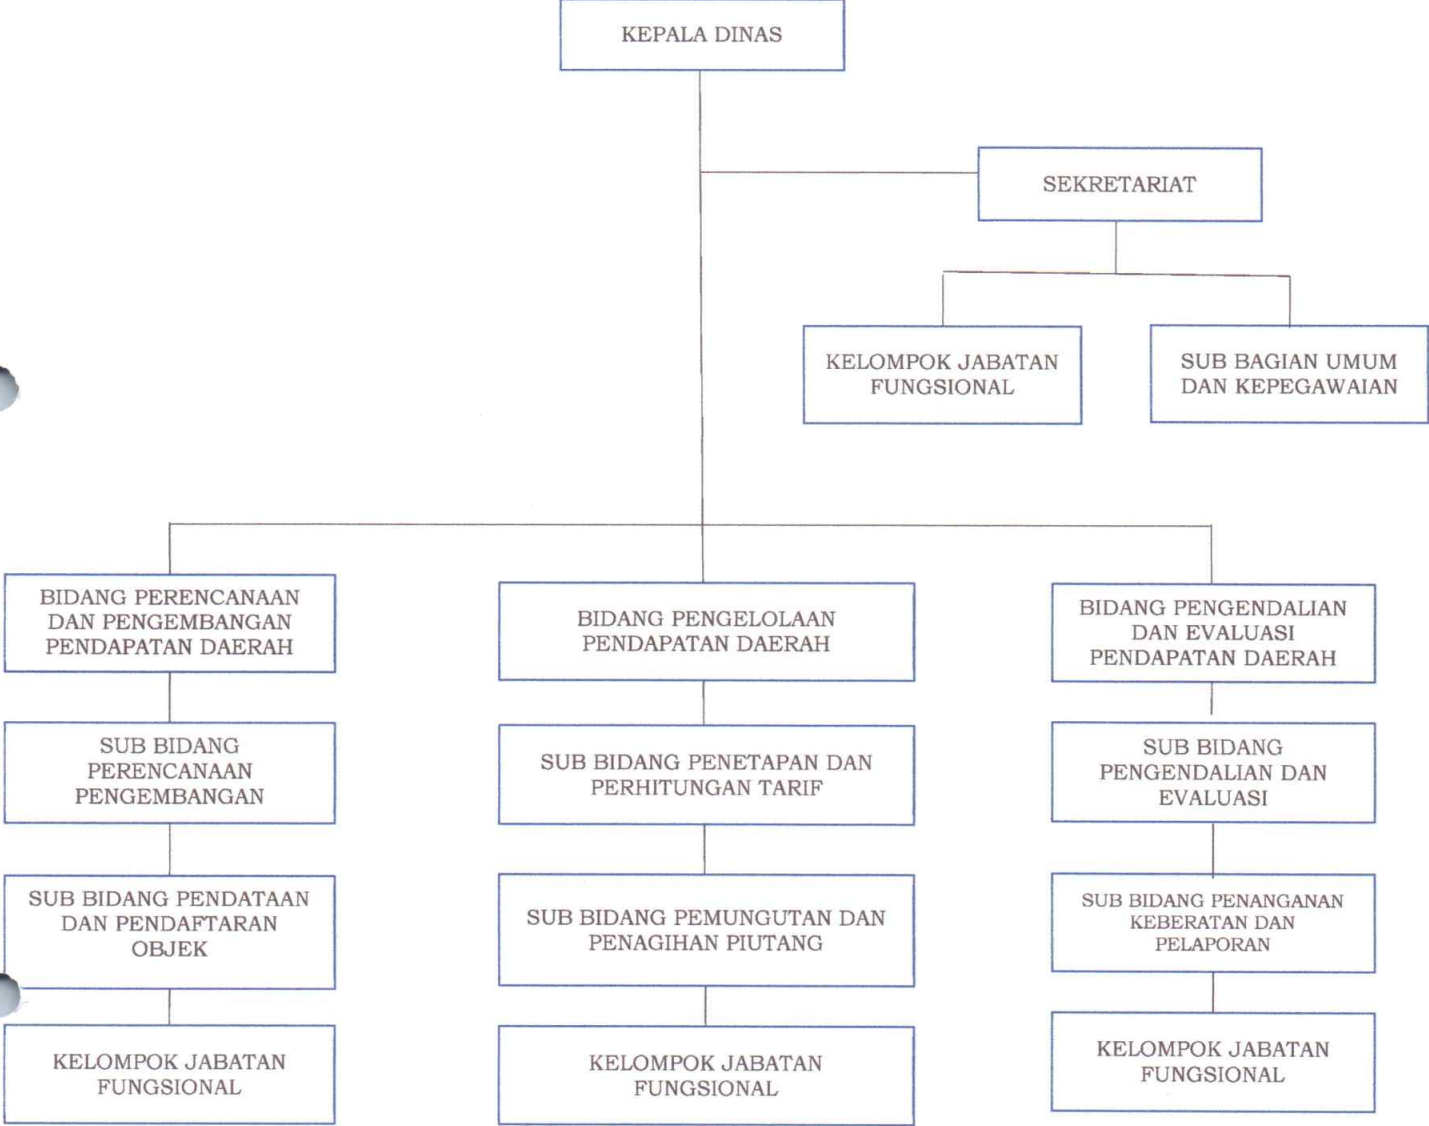 KEPALA DINAS
SEKRETARIAT
KELOMPOK JABATAN
FUNGSIONAL
SUB BAGIAN UMUM
DAN KEPEGAWAIAN
BIDANG PERENCANAAN
DAN PENGEMBANGAN
PENDAPATAN DAERAH
BIDANG PENGELOLAAN
PENDAPATAN DAERAH
BIDANG PENGENDALIAN
DAN EVALUASI
PENDAPATAN DAERAH
SUB BIDANG
PERENCANAAN
PENGEMBANGAN
SUB BIDANG PENETAPAN DAN
PERHITUNGAN TARIF
SUB BIDANG
PENGENDALIAN DAN
EVALUASI
SUB BIDANG PENDATAAN
DAN PENDAFTARAN
OBJEK
SUB BIDANG PEMUNGUTAN DAN
PENAGIHAN PIUTANG
SUB BIDANG PENANGANAN
KEBERATAN DAN
PELAPORAN
KELOMPOK JABATAN
FUNGSIONAL
KELOMPOK JABATAN
FUNGSIONAL
KELOMPOK JABATAN
FUNGSIONAL